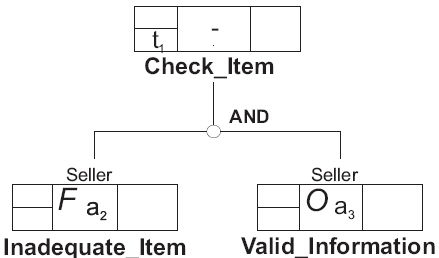 t1 -
Check_Item
AND
Seller Seller
F a2 O a3
Inadequate_Item Valid_Information